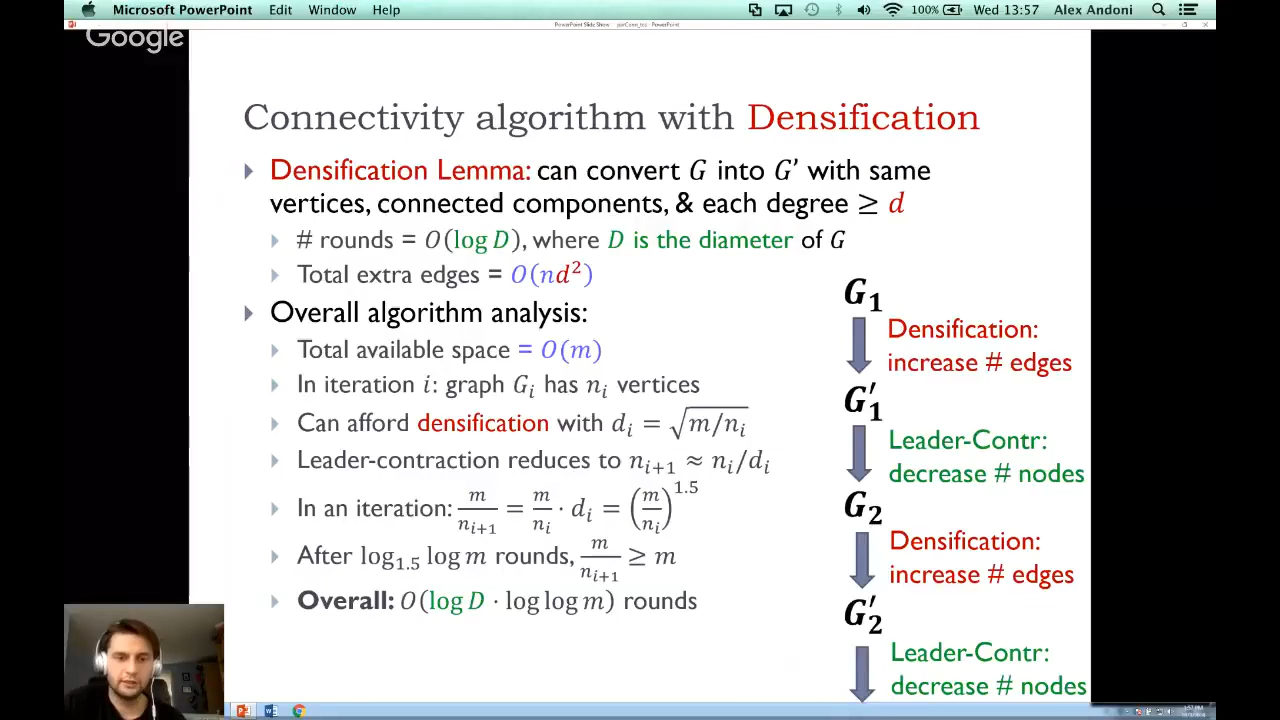 Microsoft PowerPoint Edit Window Help 100% Wed 13:57 Alex Andoni
Google
Connectivity algorithm with Densification
Densification Lemma: can convert G into G' with same
vertices, connected components, & each degree ≥ d
# rounds = O(log D), where D is the diameter of G
Total extra edges = O(nd²)
Overall algorithm analysis:
Total available space = O(m)
In iteration i: graph G_i has n_i vertices
Can afford densification with d_i = √(m/n_i)
Leader-contraction reduces to n_{i+1} ≈ n_i/d_i
In an iteration: m/n_{i+1} = m/n_i · d_i = (m/n_i)^{1.5}
After log_{1.5} log m rounds, m/n_{i+1} ≥ m
Overall: O(log D · log log m) rounds
G₁
Densification:
increase # edges
G′₁
Leader-Contr:
decrease # nodes
G₂
Densification:
increase # edges
G′₂
Leader-Contr:
decrease # nodes